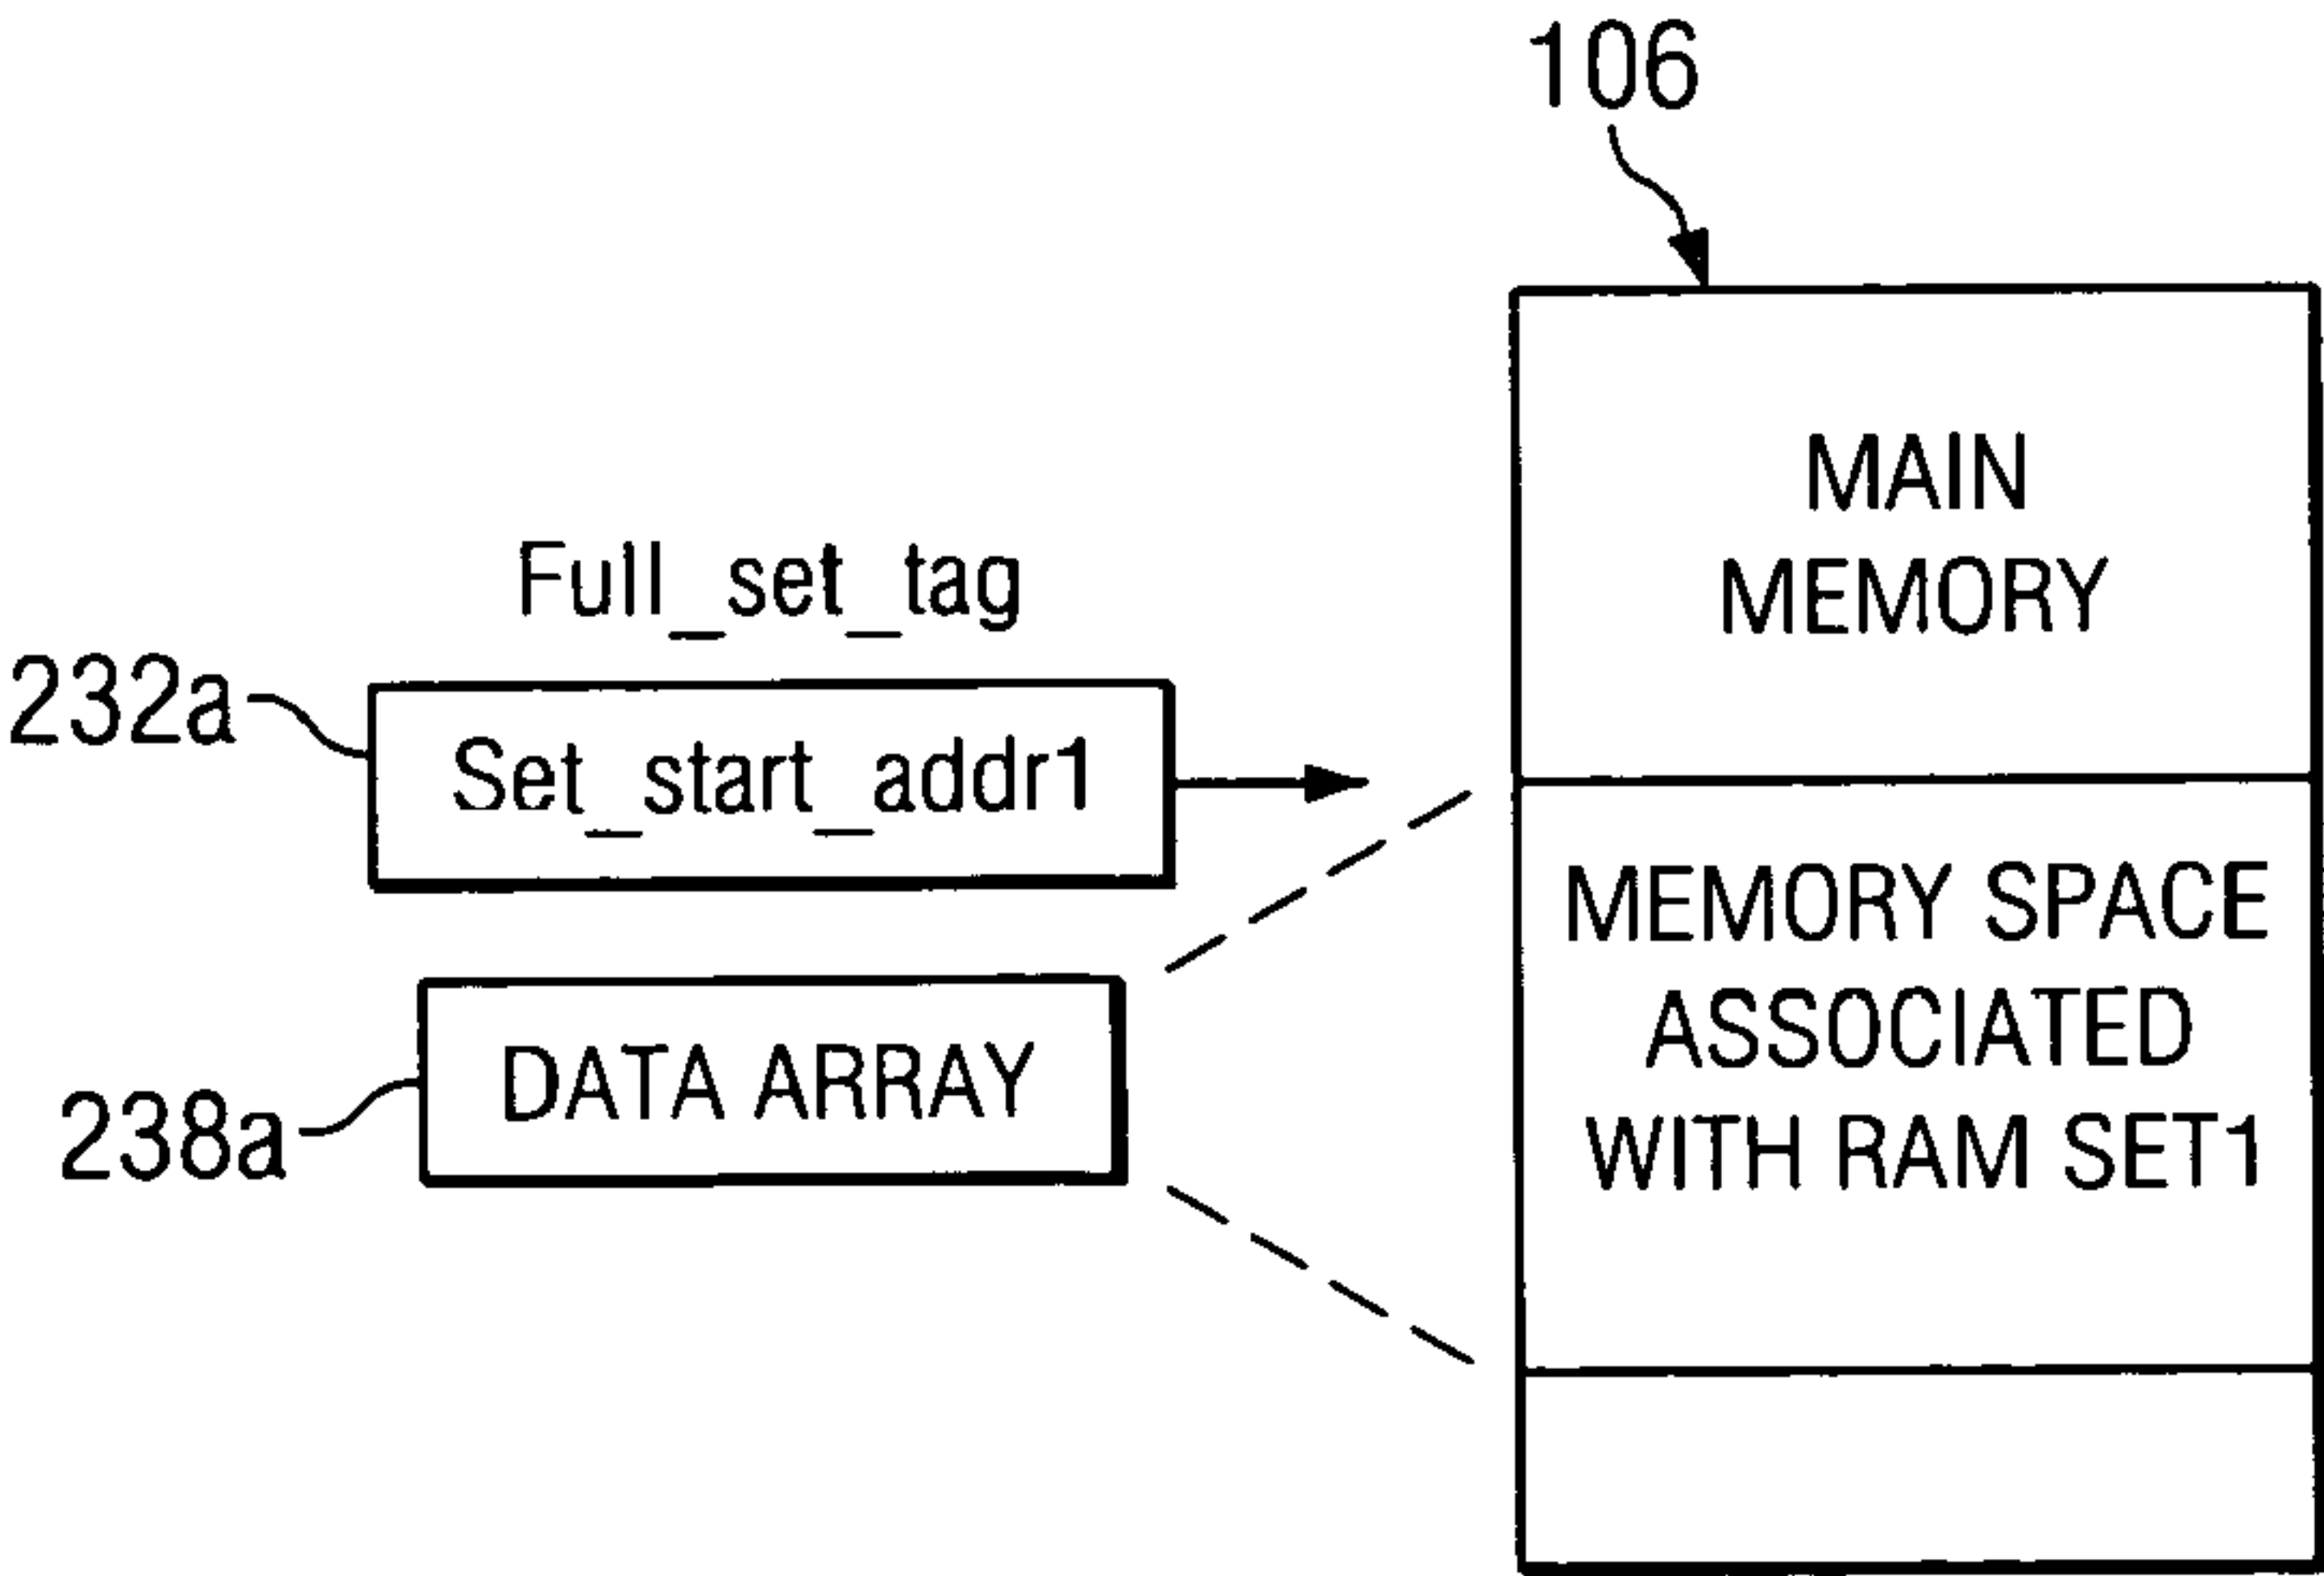 106
MAIN
MEMORY
Full_set_tag
232a
Set_start_addr1
MEMORY SPACE
ASSOCIATED
WITH RAM SET1
DATA ARRAY
238a